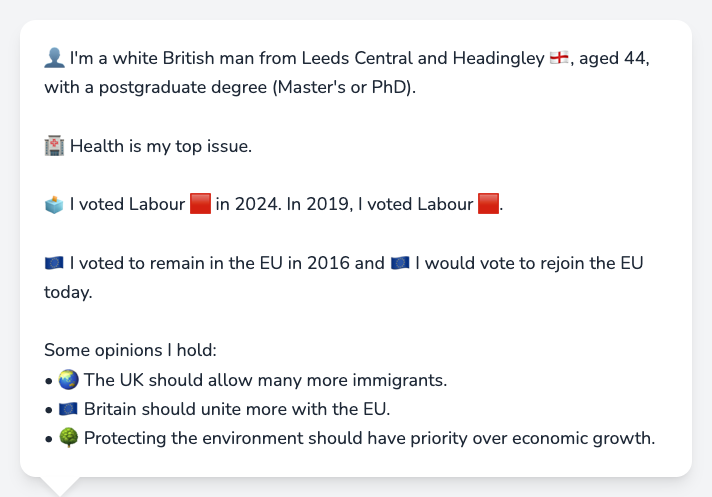 👤 I'm a white British man from Leeds Central and Headingley 🏴󠁧󠁢󠁥󠁮󠁧󠁿, aged 44,
with a postgraduate degree (Master's or PhD).
🏥 Health is my top issue.
🗳️ I voted Labour 🟥 in 2024. In 2019, I voted Labour 🟥.
🇪🇺 I voted to remain in the EU in 2016 and 🇪🇺 I would vote to rejoin the EU
today.
Some opinions I hold:
• 🌏 The UK should allow many more immigrants.
• 🇪🇺 Britain should unite more with the EU.
• 🌳 Protecting the environment should have priority over economic growth.